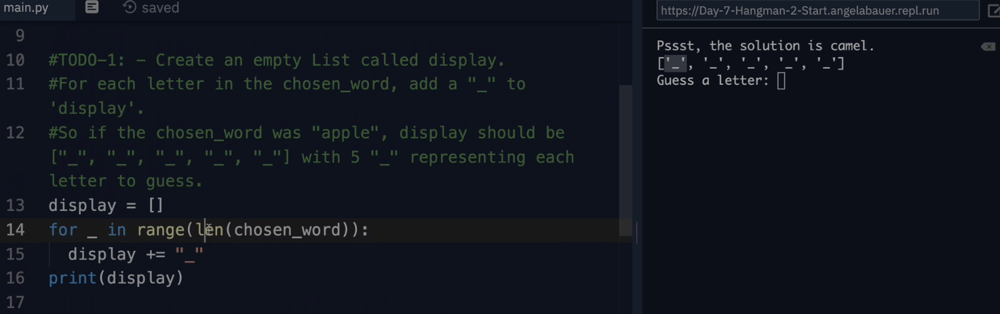 main.py
saved
https://Day-7-Hangman-2-Start.angelabauer.repl.run
9
10 #TODO-1: - Create an empty List called display.
11 #For each letter in the chosen_word, add a "_" to
'display'.
12 #So if the chosen_word was "apple", display should be
["_", "_", "_", "_", "_"] with 5 "_" representing each
letter to guess.
13 display = []
14 for _ in range(len(chosen_word)):
15 display += "_"
16 print(display)
17
Pssst, the solution is camel.
['_', '_', '_', '_', '_']
Guess a letter: